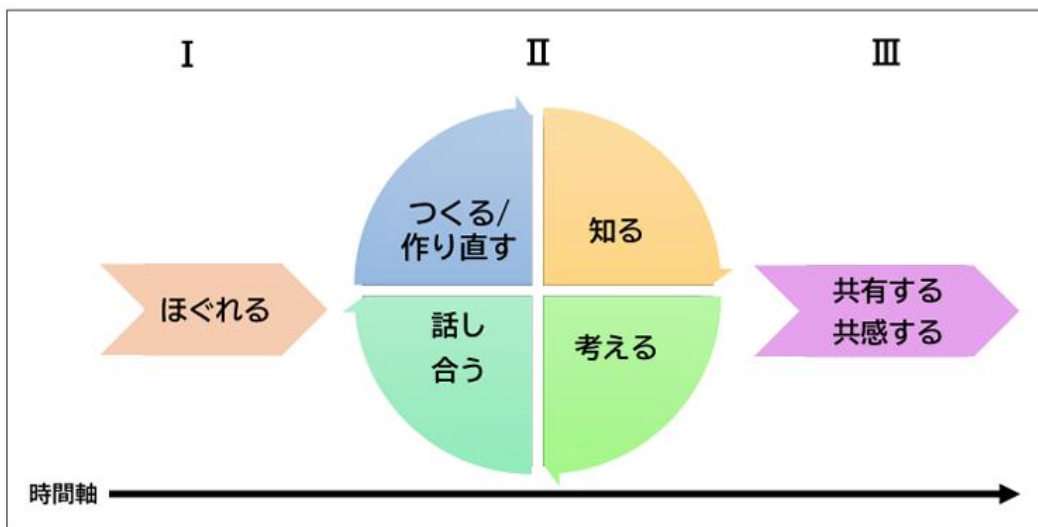 Ⅰ
Ⅱ
Ⅲ
つくる/
作り直す
知る
ほぐれる
話し
合う
考える
共有する
共感する
時間軸